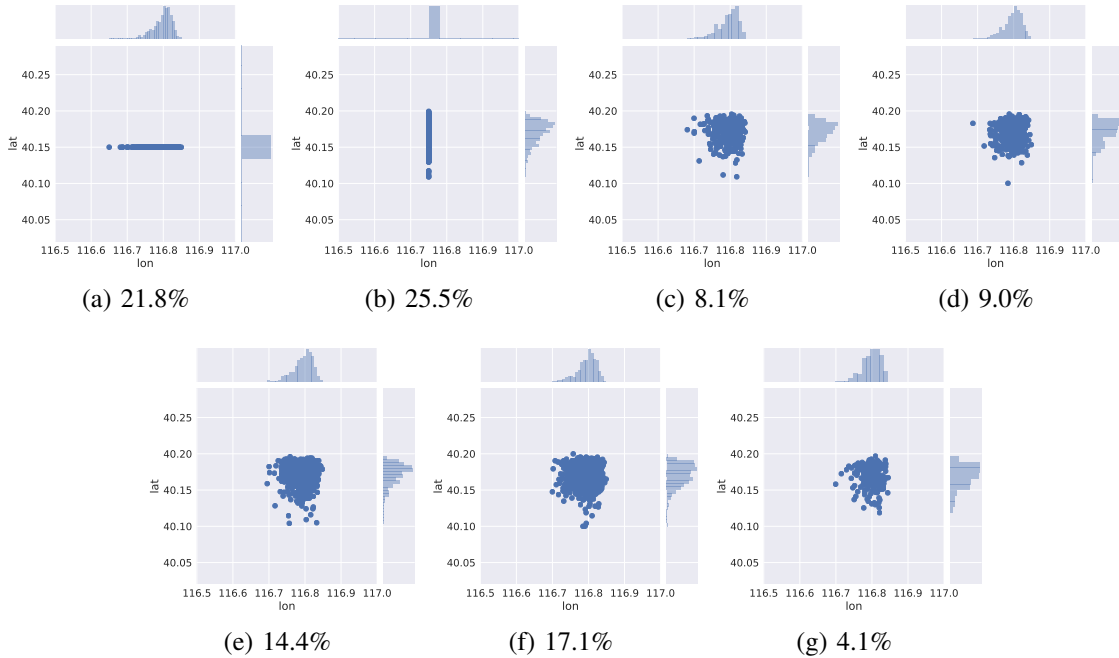 40.25 40.25 40.25 40.25
40.20 40.20 40.20 40.20
lat lat lat lat
40.15 40.15 40.15 40.15
40.10 40.10 40.10 40.10
40.05 40.05 40.05 40.05
116.5 116.6 116.7 116.8 116.9 117.0 116.5 116.6 116.7 116.8 116.9 117.0 116.5 116.6 116.7 116.8 116.9 117.0 116.5 116.6 116.7 116.8 116.9 117.0
lon lon lon lon
(a) 21.8% (b) 25.5% (c) 8.1% (d) 9.0%
40.25 40.25 40.25
40.20 40.20 40.20
lat lat lat
40.15 40.15 40.15
40.10 40.10 40.10
40.05 40.05 40.05
116.5 116.6 116.7 116.8 116.9 117.0 116.5 116.6 116.7 116.8 116.9 117.0 116.5 116.6 116.7 116.8 116.9 117.0
lon lon lon
(e) 14.4% (f) 17.1% (g) 4.1%